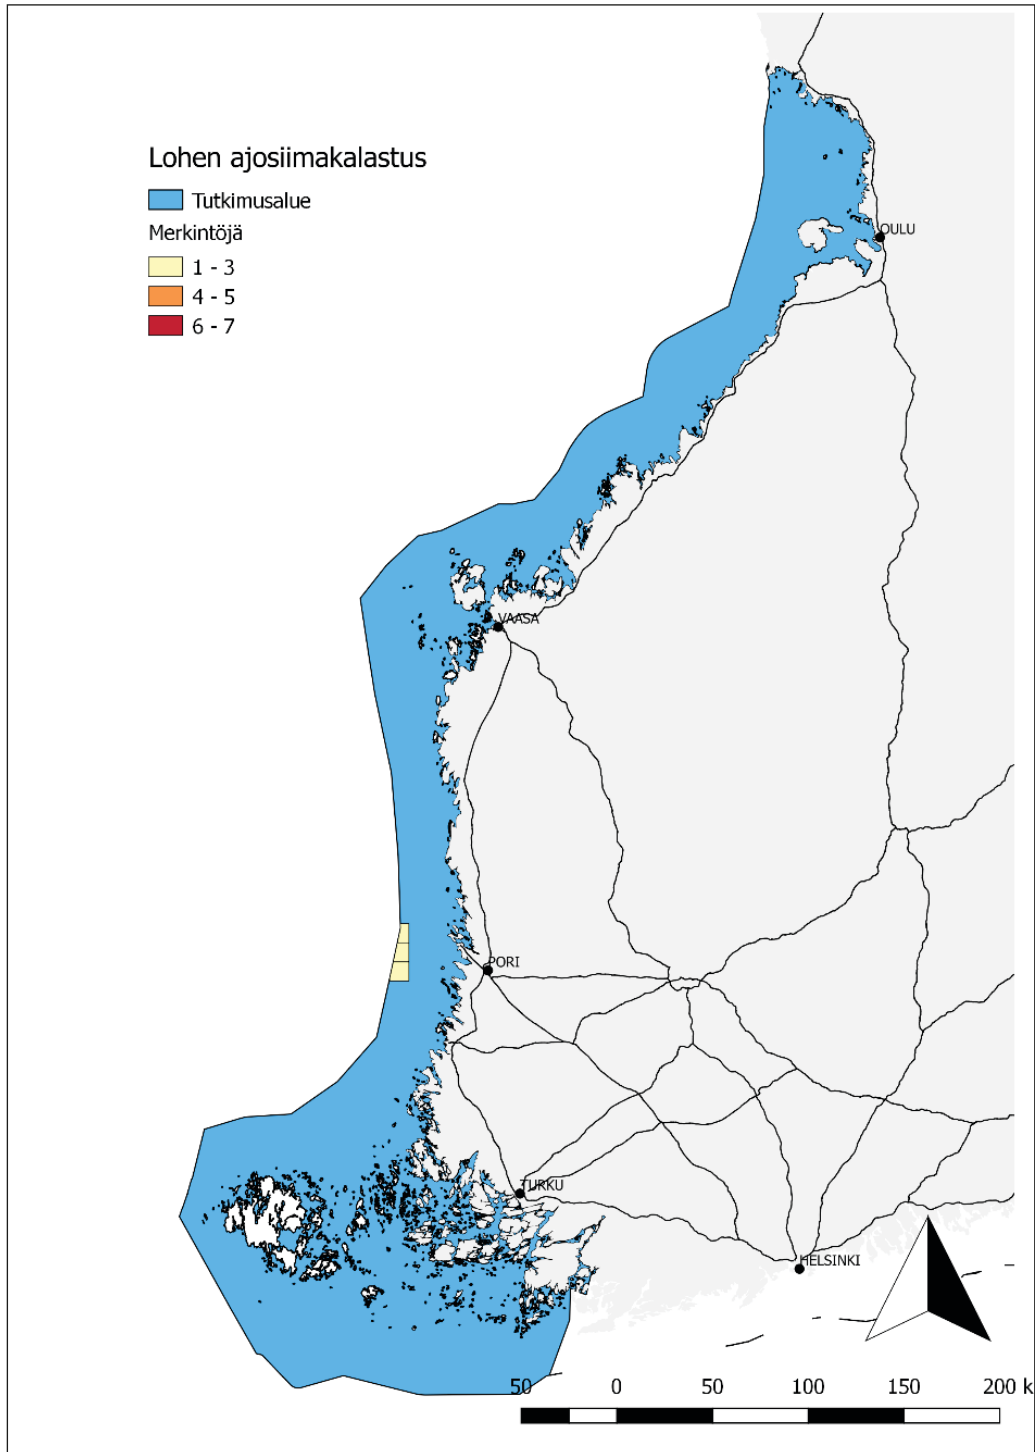 Lohen ajosiimakalastus
Tutkimusalue
Merkintöjä
1 - 3
4 - 5
6 - 7
OULU
VAASA
PORI
TURKU
HELSINKI
50 0 50 100 150 200 k